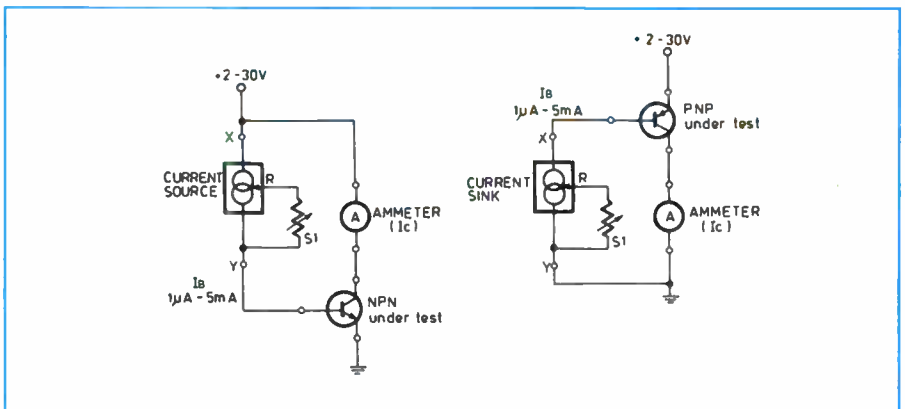 +2-30V
X
CURRENT
SOURCE
R
S1
Y
IB
1µA-5mA
A
AMMETER
(Ic)
NPN
under test
+2-30V
IB
1µA-5mA
X
PNP
under test
CURRENT
SINK
R
S1
Y
A
AMMETER
(Ic)